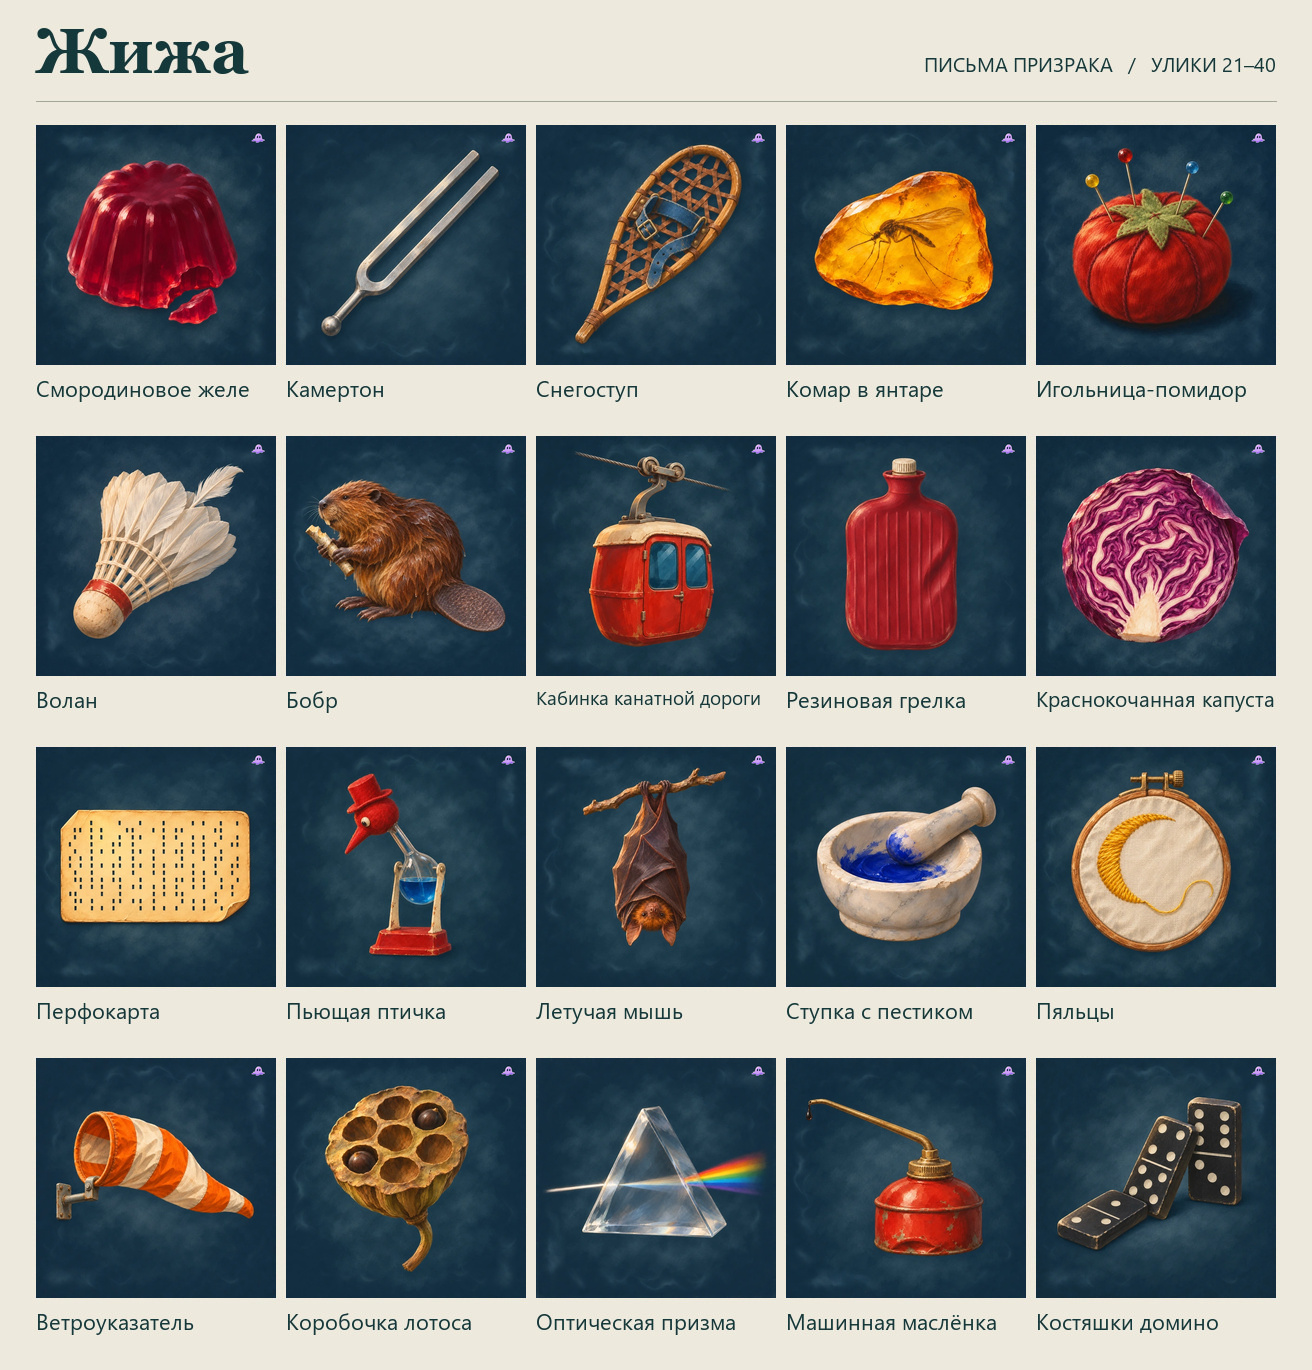 Жижа
ПИСЬМА ПРИЗРАКА / УЛИКИ 21–40
Смородиновое желе
Камертон
Снегоступ
Комар в янтаре
Игольница-помидор
Волан
Бобр
Кабинка канатной дороги
Резиновая грелка
Краснокочанная капуста
Перфокарта
Пьющая птичка
Летучая мышь
Ступка с пестиком
Пяльцы
Ветроуказатель
Коробочка лотоса
Оптическая призма
Машинная маслёнка
Костяшки домино